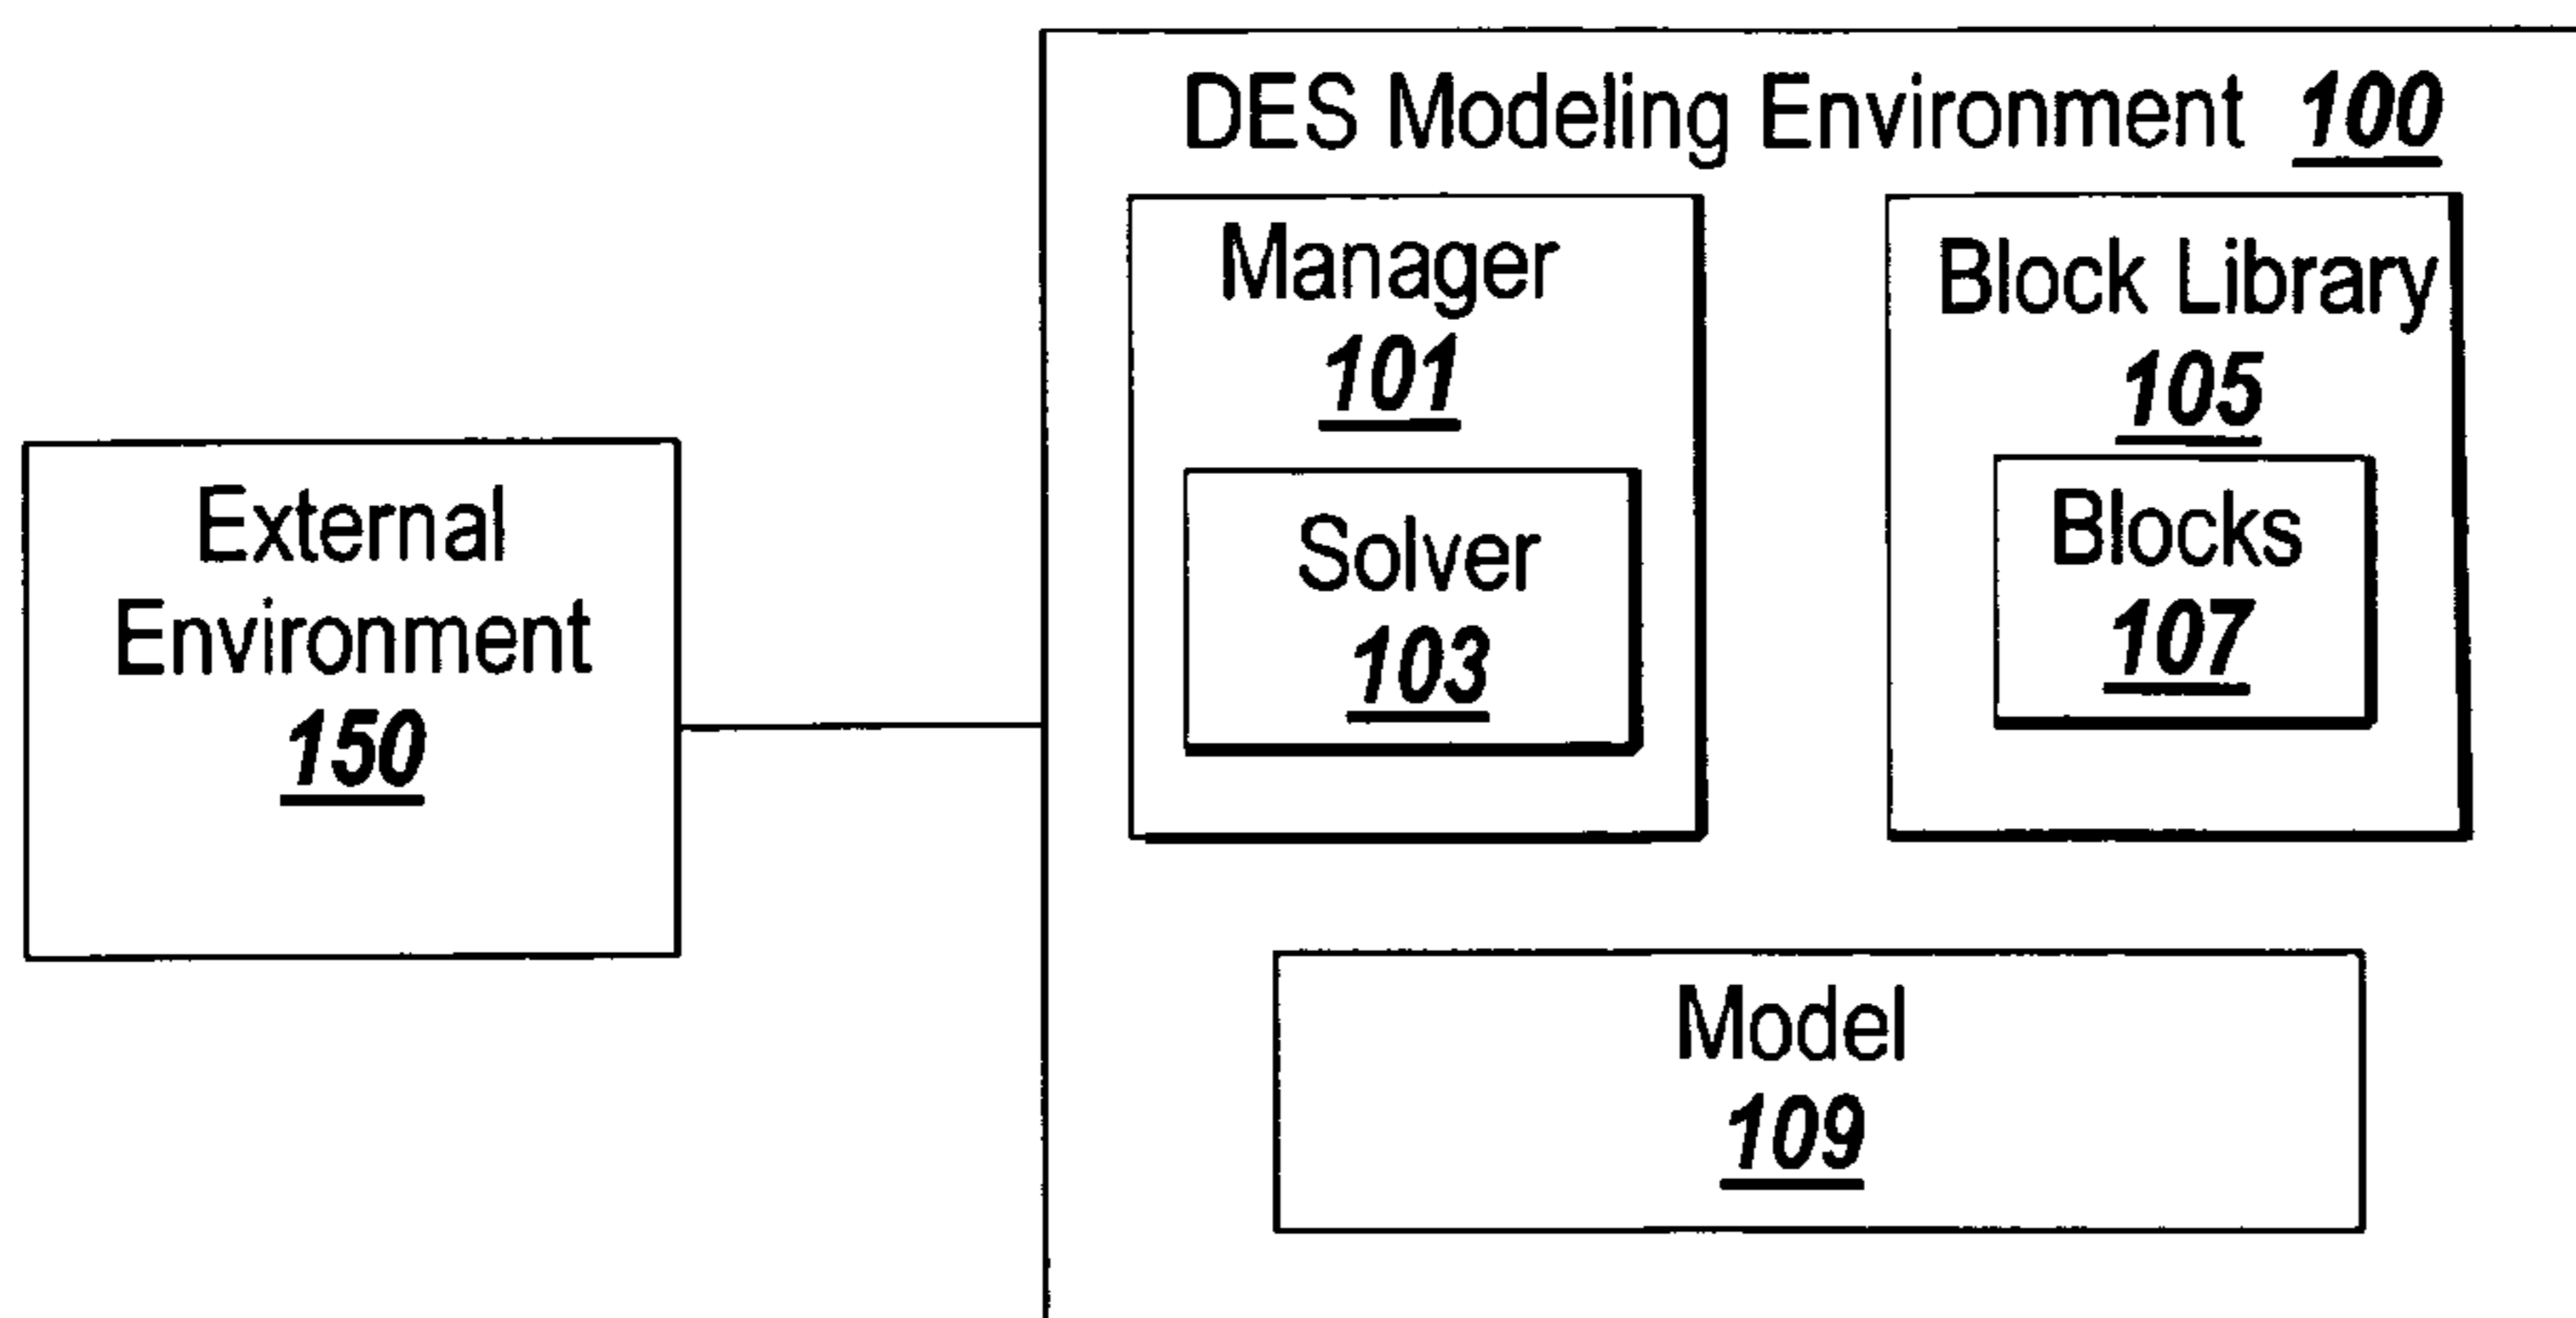 DES Modeling Environment 100
Manager
101
Solver
103
Block Library
105
Blocks
107
External
Environment
150
Model
109